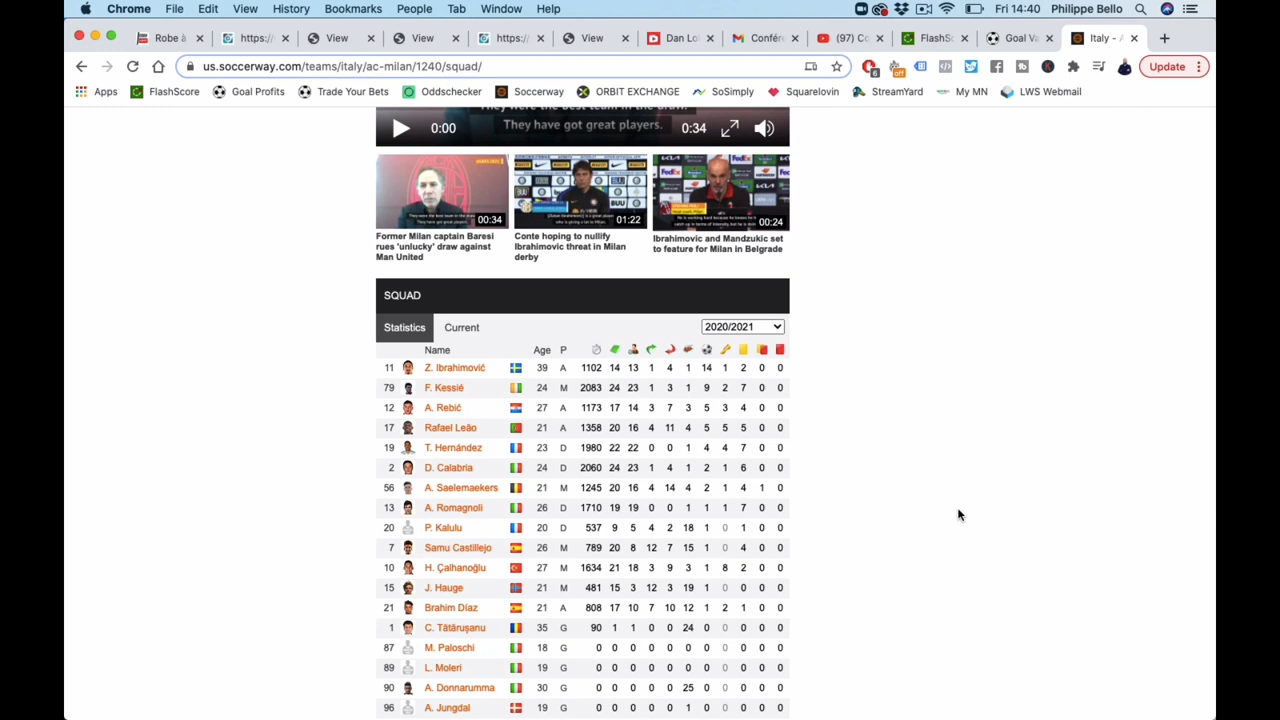 Chrome File Edit View History Bookmarks People Tab Window Help Fri 14:40 Philippe Bello
Robe à https:/ View View https:/ View Dan Lo Confér (97) C FlashSc Goal Va Italy - A
us.soccerway.com/teams/italy/ac-milan/1240/squad/ 6 off Update
Apps FlashScore Goal Profits Trade Your Bets Oddschecker Soccerway ORBIT EXCHANGE SoSimply Squarelovin StreamYard My MN LWS Webmail
They were the best team in the draw.
They have got great players.
0:00 0:34
00:34 01:22 00:24
Former Milan captain Baresi
rues 'unlucky' draw against
Man United
Conte hoping to nullify
Ibrahimovic threat in Milan
derby
Ibrahimovic and Mandzukic set
to feature for Milan in Belgrade
SQUAD
Statistics Current 2020/2021
Name Age P
11 Z. Ibrahimović 39 A 1102 14 13 1 4 1 14 1 2 0 0
79 F. Kessié 24 M 2083 24 23 1 3 1 9 2 7 0 0
12 A. Rebić 27 A 1173 17 14 3 7 3 5 3 4 0 0
17 Rafael Leão 21 A 1358 20 16 4 11 4 5 5 5 0 0
19 T. Hernández 23 D 1980 22 22 0 0 1 4 4 7 0 0
2 D. Calabria 24 D 2060 24 23 1 4 1 2 1 6 0 0
56 A. Saelemaekers 21 M 1245 20 16 4 14 4 2 1 4 1 0
13 A. Romagnoli 26 D 1710 19 19 0 0 1 1 1 7 0 0
20 P. Kalulu 20 D 537 9 5 4 2 18 1 0 1 0 0
7 Samu Castillejo 26 M 789 20 8 12 7 15 1 0 4 0 0
10 H. Çalhanoğlu 27 M 1634 21 18 3 9 3 1 8 2 0 0
15 J. Hauge 21 M 481 15 3 12 3 19 1 0 0 0 0
21 Brahim Díaz 21 A 808 17 10 7 10 12 1 2 1 0 0
1 C. Tătăruşanu 35 G 90 1 1 0 0 24 0 0 0 0 0
87 M. Paloschi 18 G 0 0 0 0 0 0 0 0 0 0 0
89 L. Moleri 19 G 0 0 0 0 0 0 0 0 0 0 0
90 A. Donnarumma 30 G 0 0 0 0 0 25 0 0 0 0 0
96 A. Jungdal 19 G 0 0 0 0 0 1 0 0 0 0 0